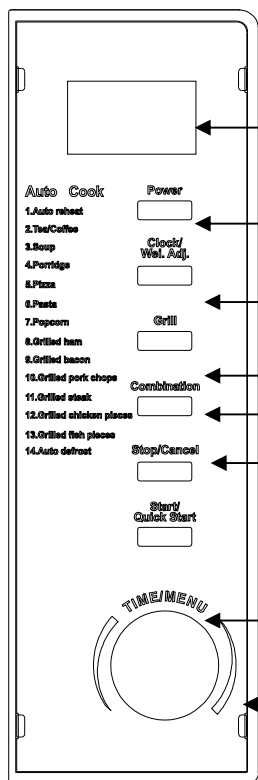 Auto Cook
1.Auto reheat
2.Tea/Coffee
3.Soup
4.Porridge
5.Pizza
6.Pasta
7.Popcorn
8.Grilled ham
9.Grilled bacon
10.Grilled pork chops
11.Grilled steak
12.Grilled chicken pieces
13.Grilled fish pieces
14.Auto defrost
Power
Clock/
Wei. Adj.
Grill
Combination
Stop/Cancel
Start/
Quick Start
TIME/MENU